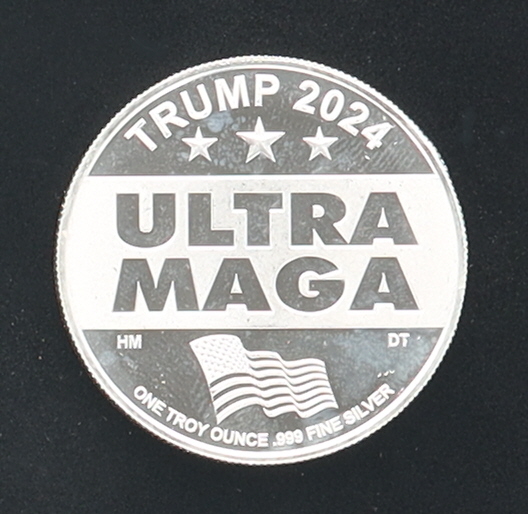 TRUMP 2024
ULTRA
MAGA
HM
DT
ONE TROY OUNCE .999 FINE SILVER